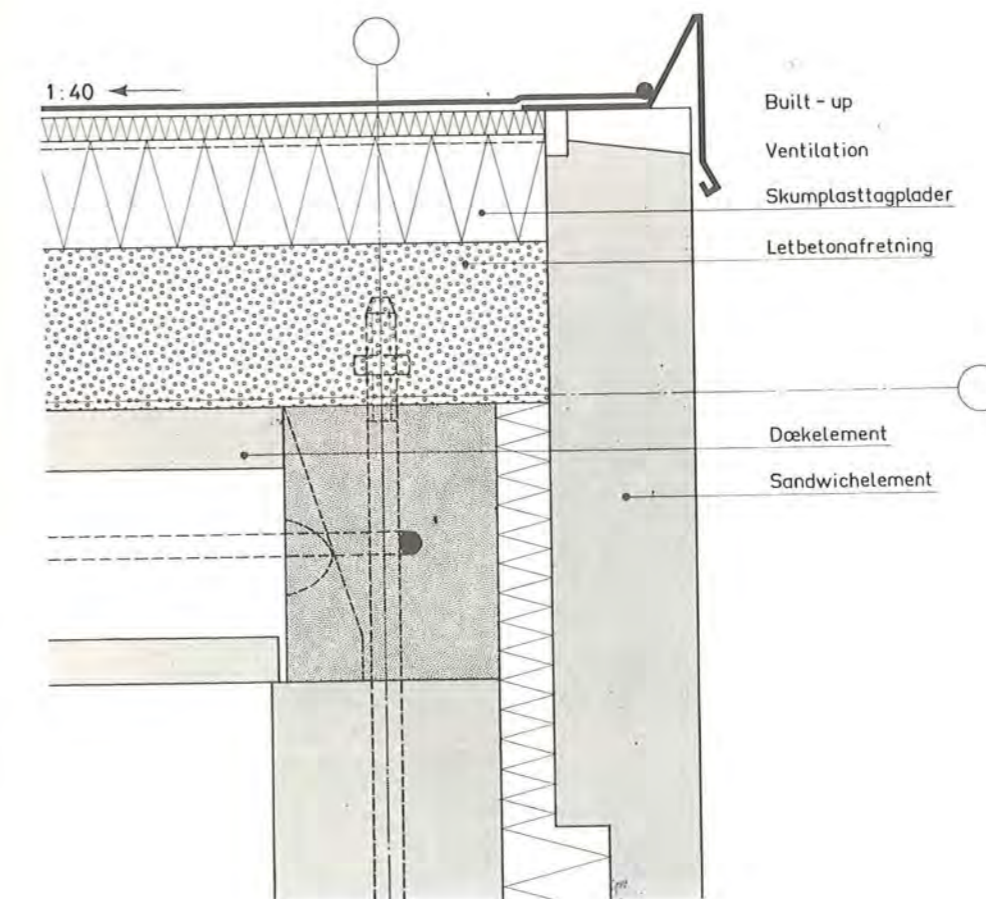 1:40
Built-up
Ventilation
Skumplasttagplader
Letbetonafretning
Dækelement
Sandwichelement